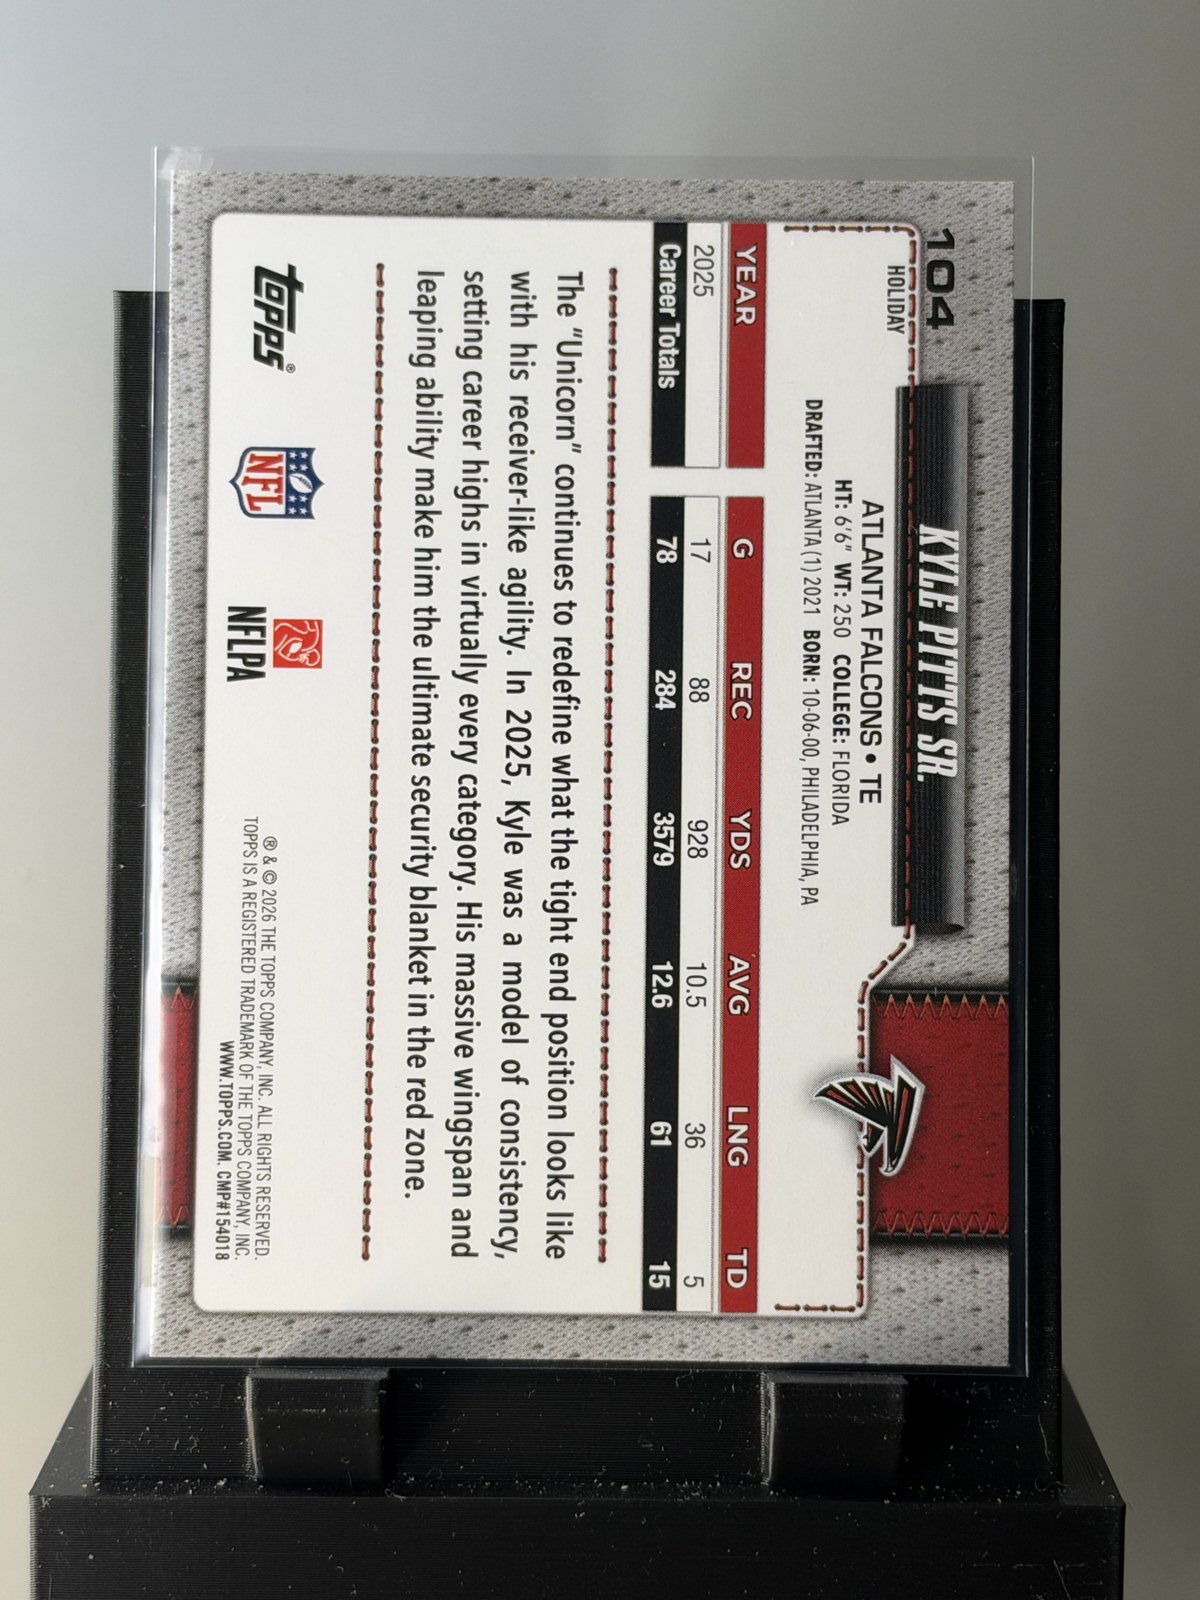 104
HOLIDAY
KYLE PITTS SR.
ATLANTA FALCONS • TE
HT: 6'6" WT: 250 COLLEGE: FLORIDA
DRAFTED: ATLANTA (1) 2021 BORN: 10-06-00, PHILADELPHIA, PA
YEAR G REC YDS AVG LNG TD
2025 17 88 928 10.5 36 5
Career Totals 78 284 3579 12.6 61 15
The "Unicorn" continues to redefine what the tight end position looks like
with his receiver-like agility. In 2025, Kyle was a model of consistency,
setting career highs in virtually every category. His massive wingspan and
leaping ability make him the ultimate security blanket in the red zone.
topps®
NFL
NFLPA
® & © 2026 THE TOPPS COMPANY, INC. ALL RIGHTS RESERVED.
TOPPS IS A REGISTERED TRADEMARK OF THE TOPPS COMPANY, INC.
WWW.TOPPS.COM. CMP#154018